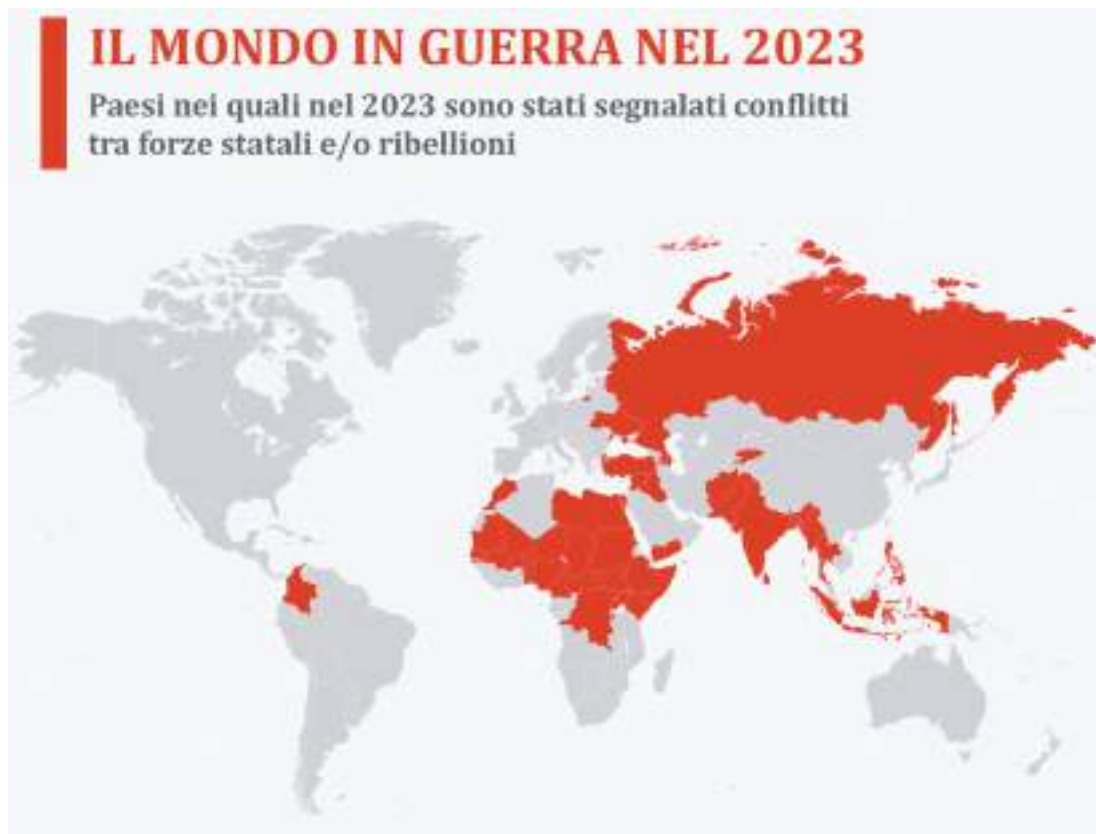 IL MONDO IN GUERRA NEL 2023
Paesi nei quali nel 2023 sono stati segnalati conflitti
tra forze statali e/o ribellioni